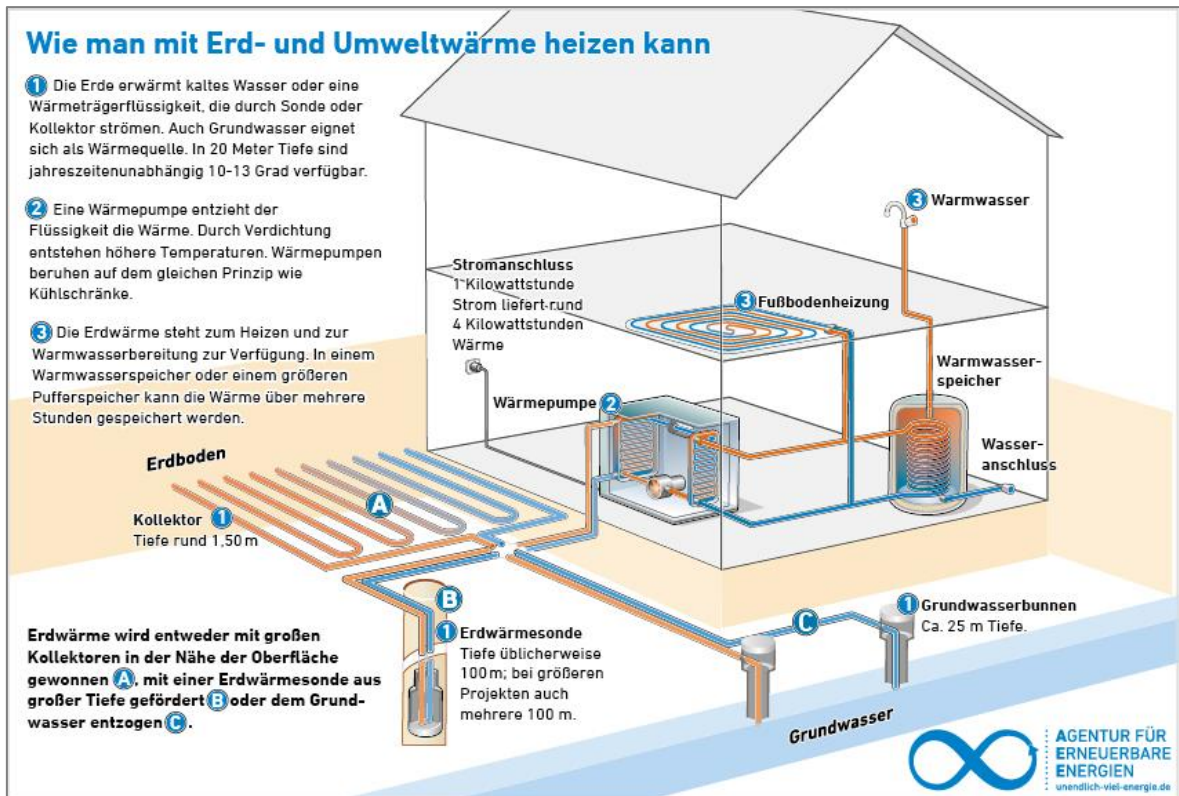 Wie man mit Erd- und Umweltwärme heizen kann
1 Die Erde erwärmt kaltes Wasser oder eine
Wärmeträgerflüssigkeit, die durch Sonde oder
Kollektor strömen. Auch Grundwasser eignet
sich als Wärmequelle. In 20 Meter Tiefe sind
jahreszeitenunabhängig 10-13 Grad verfügbar.
2 Eine Wärmepumpe entzieht der
Flüssigkeit die Wärme. Durch Verdichtung
entstehen höhere Temperaturen. Wärmepumpen
beruhen auf dem gleichen Prinzip wie
Kühlschränke.
3 Die Erdwärme steht zum Heizen und zur
Warmwasserbereitung zur Verfügung. In einem
Warmwasserspeicher oder einem größeren
Pufferspeicher kann die Wärme über mehrere
Stunden gespeichert werden.
3 Warmwasser
Stromanschluss
1 Kilowattstunde
Strom liefert rund
4 Kilowattstunden
Wärme
3 Fußbodenheizung
Warmwasser-
speicher
Wärmepumpe 2
Wasser-
anschluss
Erdboden
A
Kollektor 1
Tiefe rund 1,50 m
B
1 Erdwärmesonde
Tiefe üblicherweise
100 m; bei größeren
Projekten auch
mehrere 100 m.
C
1 Grundwasserbunnen
Ca. 25 m Tiefe.
Grundwasser
Erdwärme wird entweder mit großen
Kollektoren in der Nähe der Oberfläche
gewonnen A, mit einer Erdwärmesonde aus
großer Tiefe gefördert B oder dem Grund-
wasser entzogen C.
AGENTUR FÜR
ERNEUERBARE
ENERGIEN
unendlich-viel-energie.de